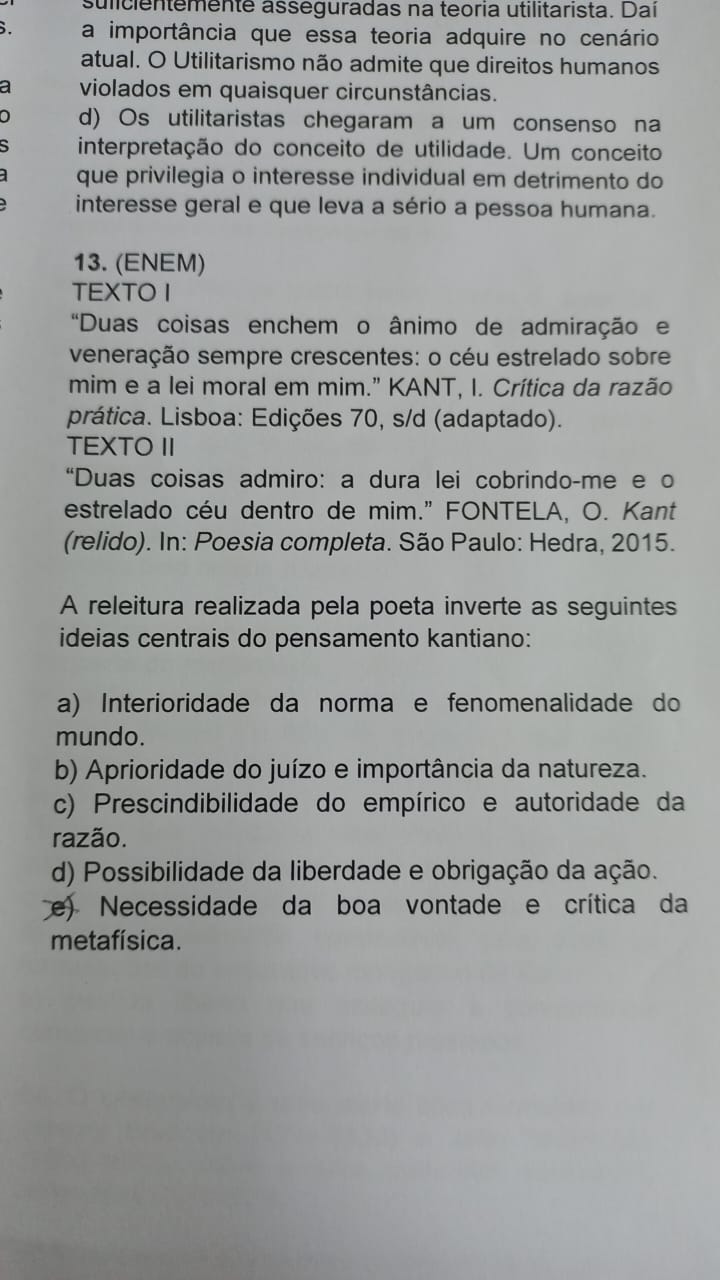 suficientemente asseguradas na teoria utilitarista. Daí
a importância que essa teoria adquire no cenário
atual. O Utilitarismo não admite que direitos humanos
violados em quaisquer circunstâncias.
d) Os utilitaristas chegaram a um consenso na
interpretação do conceito de utilidade. Um conceito
que privilegia o interesse individual em detrimento do
interesse geral e que leva a sério a pessoa humana.
13. (ENEM)
TEXTO I
“Duas coisas enchem o ânimo de admiração e
veneração sempre crescentes: o céu estrelado sobre
mim e a lei moral em mim.” KANT, I. Crítica da razão
prática. Lisboa: Edições 70, s/d (adaptado).
TEXTO II
“Duas coisas admiro: a dura lei cobrindo-me e o
estrelado céu dentro de mim.” FONTELA, O. Kant
(relido). In: Poesia completa. São Paulo: Hedra, 2015.
A releitura realizada pela poeta inverte as seguintes
ideias centrais do pensamento kantiano:
a) Interioridade da norma e fenomenalidade do
mundo.
b) Aprioridade do juízo e importância da natureza.
c) Prescindibilidade do empírico e autoridade da
razão.
d) Possibilidade da liberdade e obrigação da ação.
e) Necessidade da boa vontade e crítica da
metafísica.